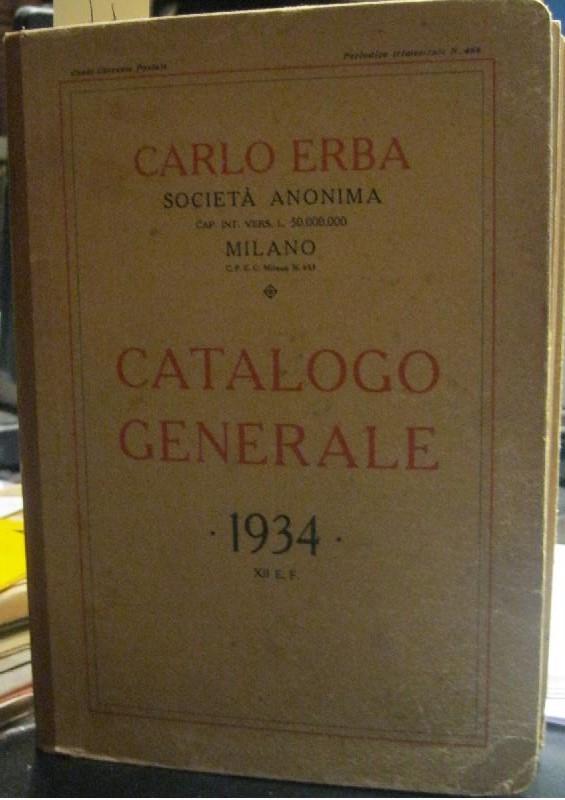 Conto Corrente Postale
Periodico trimestrale N.
CARLO ERBA
SOCIETÀ ANONIMA
CAP. INT. VERS. L. 50.000.000
MILANO
C. P. E. C. Milano N.
CATALOGO
GENERALE
· 1934 ·
XII E. F.